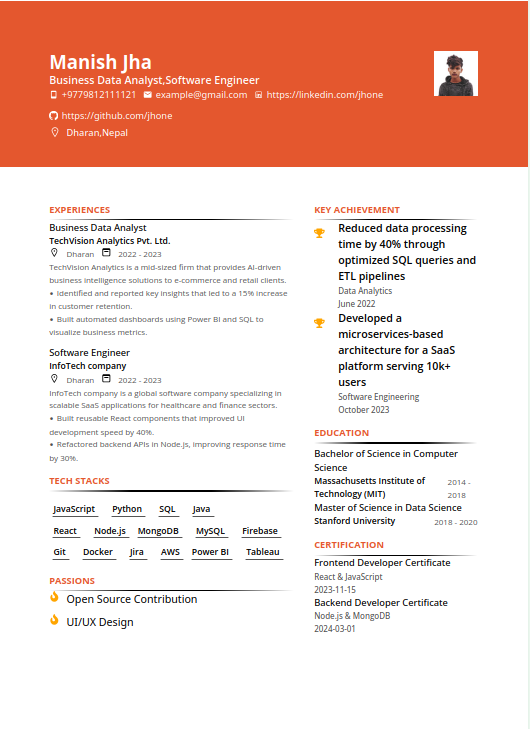 Manish Jha
Business Data Analyst,Software Engineer
+9779812111121 example@gmail.com https://linkedin.com/jhone
https://github.com/jhone
Dharan,Nepal
EXPERIENCES
Business Data Analyst
TechVision Analytics Pvt. Ltd.
Dharan 2022 - 2023
TechVision Analytics is a mid-sized firm that provides AI-driven
business intelligence solutions to e-commerce and retail clients.
• Identified and reported key insights that led to a 15% increase
in customer retention.
• Built automated dashboards using Power BI and SQL to
visualize business metrics.
Software Engineer
InfoTech company
Dharan 2022 - 2023
InfoTech company is a global software company specializing in
scalable SaaS applications for healthcare and finance sectors.
• Built reusable React components that improved UI
development speed by 40%.
• Refactored backend APIs in Node.js, improving response time
by 30%.
TECH STACKS
JavaScript Python SQL Java
React Node.js MongoDB MySQL Firebase
Git Docker Jira AWS Power BI Tableau
PASSIONS
Open Source Contribution
UI/UX Design
KEY ACHIEVEMENT
Reduced data processing
time by 40% through
optimized SQL queries and
ETL pipelines
Data Analytics
June 2022
Developed a
microservices-based
architecture for a SaaS
platform serving 10k+
users
Software Engineering
October 2023
EDUCATION
Bachelor of Science in Computer
Science
Massachusetts Institute of 2014 -
Technology (MIT) 2018
Master of Science in Data Science
Stanford University 2018 - 2020
CERTIFICATION
Frontend Developer Certificate
React & JavaScript
2023-11-15
Backend Developer Certificate
Node.js & MongoDB
2024-03-01